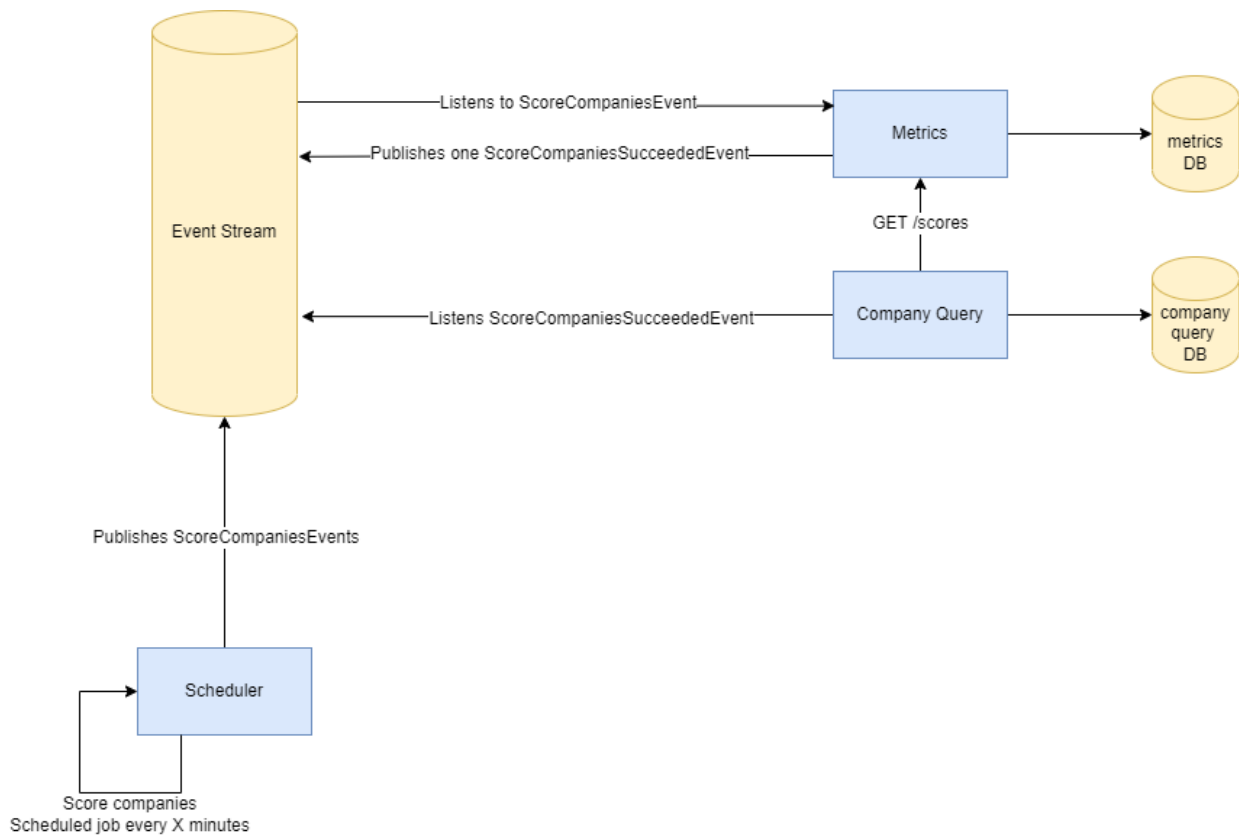 Listens to ScoreCompaniesEvent
Metrics
metrics
DB
Publishes one ScoreCompaniesSucceededEvent
Event Stream
GET /scores
Listens ScoreCompaniesSucceededEvent
Company Query
company
query
DB
Publishes ScoreCompaniesEvents
Scheduler
Score companies
Scheduled job every X minutes